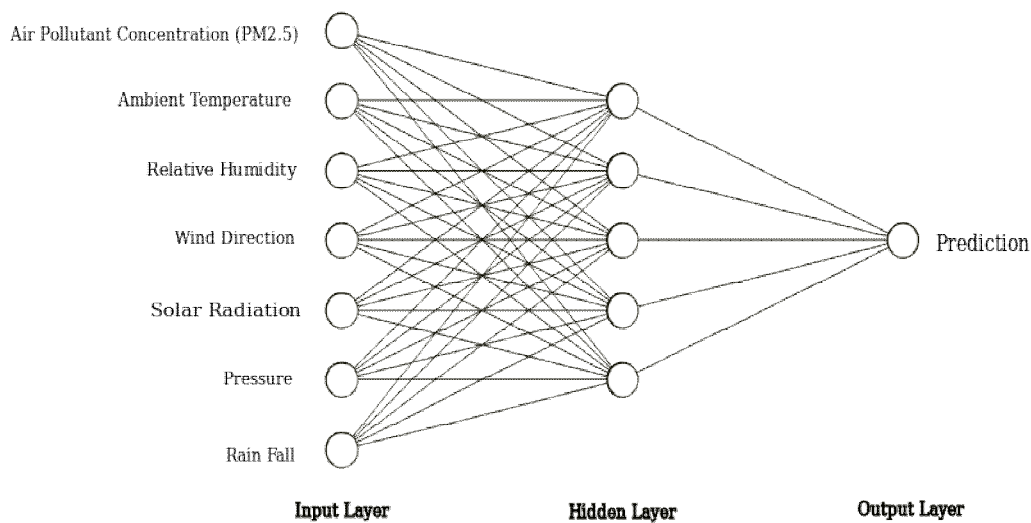 Air Pollutant Concentration (PM2.5)
Ambient Temperature
Relative Humidity
Wind Direction
Solar Radiation
Pressure
Rain Fall
Prediction
Input Layer
Hidden Layer
Output Layer